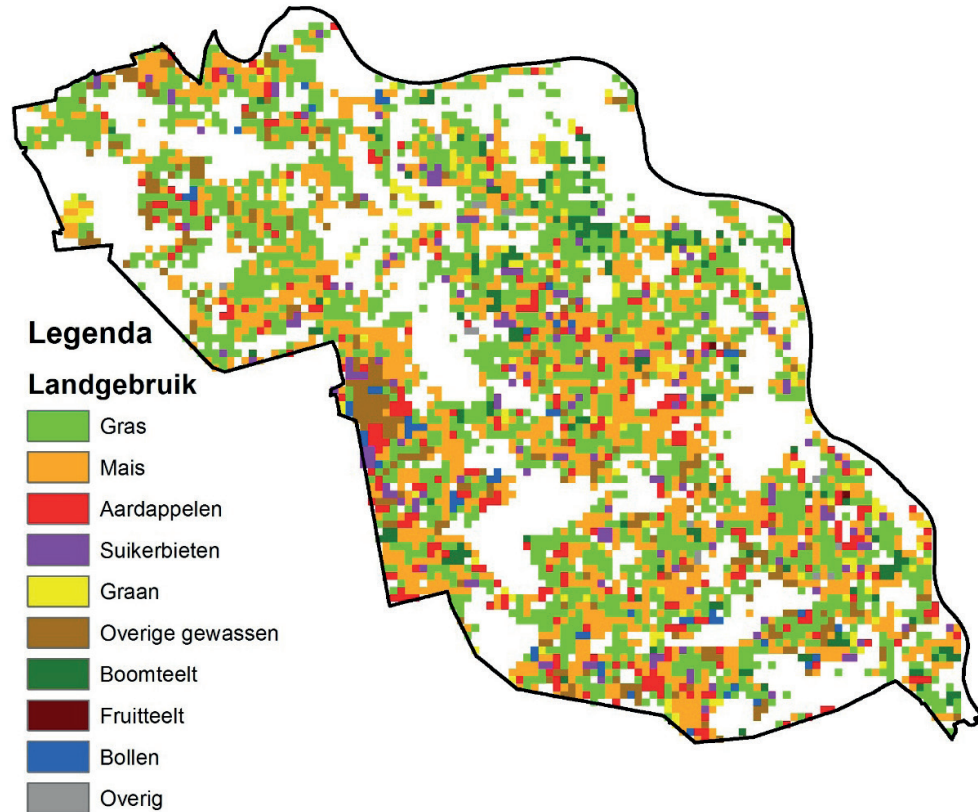 Legenda
Landgebruik
Gras
Mais
Aardappelen
Suikerbieten
Graan
Overige gewassen
Boomteelt
Fruitteelt
Bollen
Overig